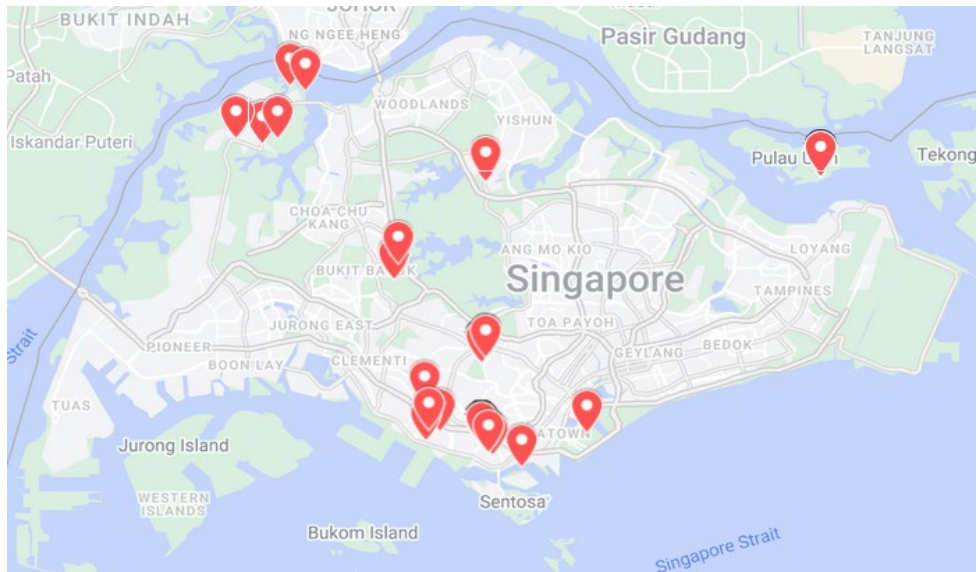 BUKIT INDAH
JOHOR
NG NGEE HENG
Pasir Gudang
TANJUNG
LANGSAT
Patah
Iskandar Puteri
WOODLANDS
YISHUN
Pulau
Tekong
CHOA CHU
KANG
ANG MO KIO
LOYANG
BUKIT
Singapore
TAMPINES
Strait
PIONEER
JURONG EAST
TOA PAYOH
BOON LAY
CLEMENTI
GEYLANG
BEDOK
TUAS
Jurong Island
ATOWN
WESTERN
ISLANDS
Sentosa
Bukom Island
Singapore Strait